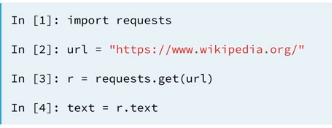 In [1]: import requests
In [2]: url = "https://www.wikipedia.org/"
In [3]: r = requests.get(url)
In [4]: text = r.text